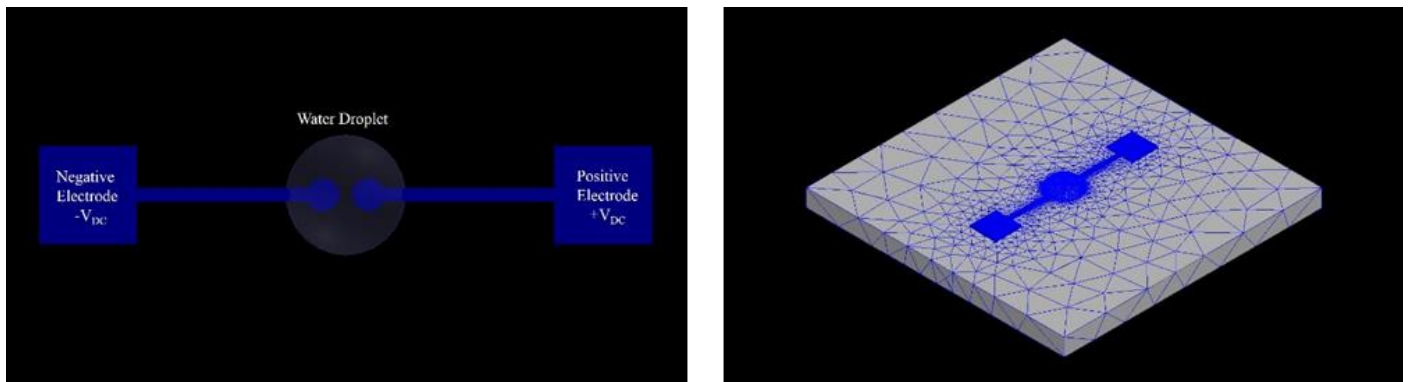 Water Droplet
Negative
Electrode
-VDC
Positive
Electrode
+VDC